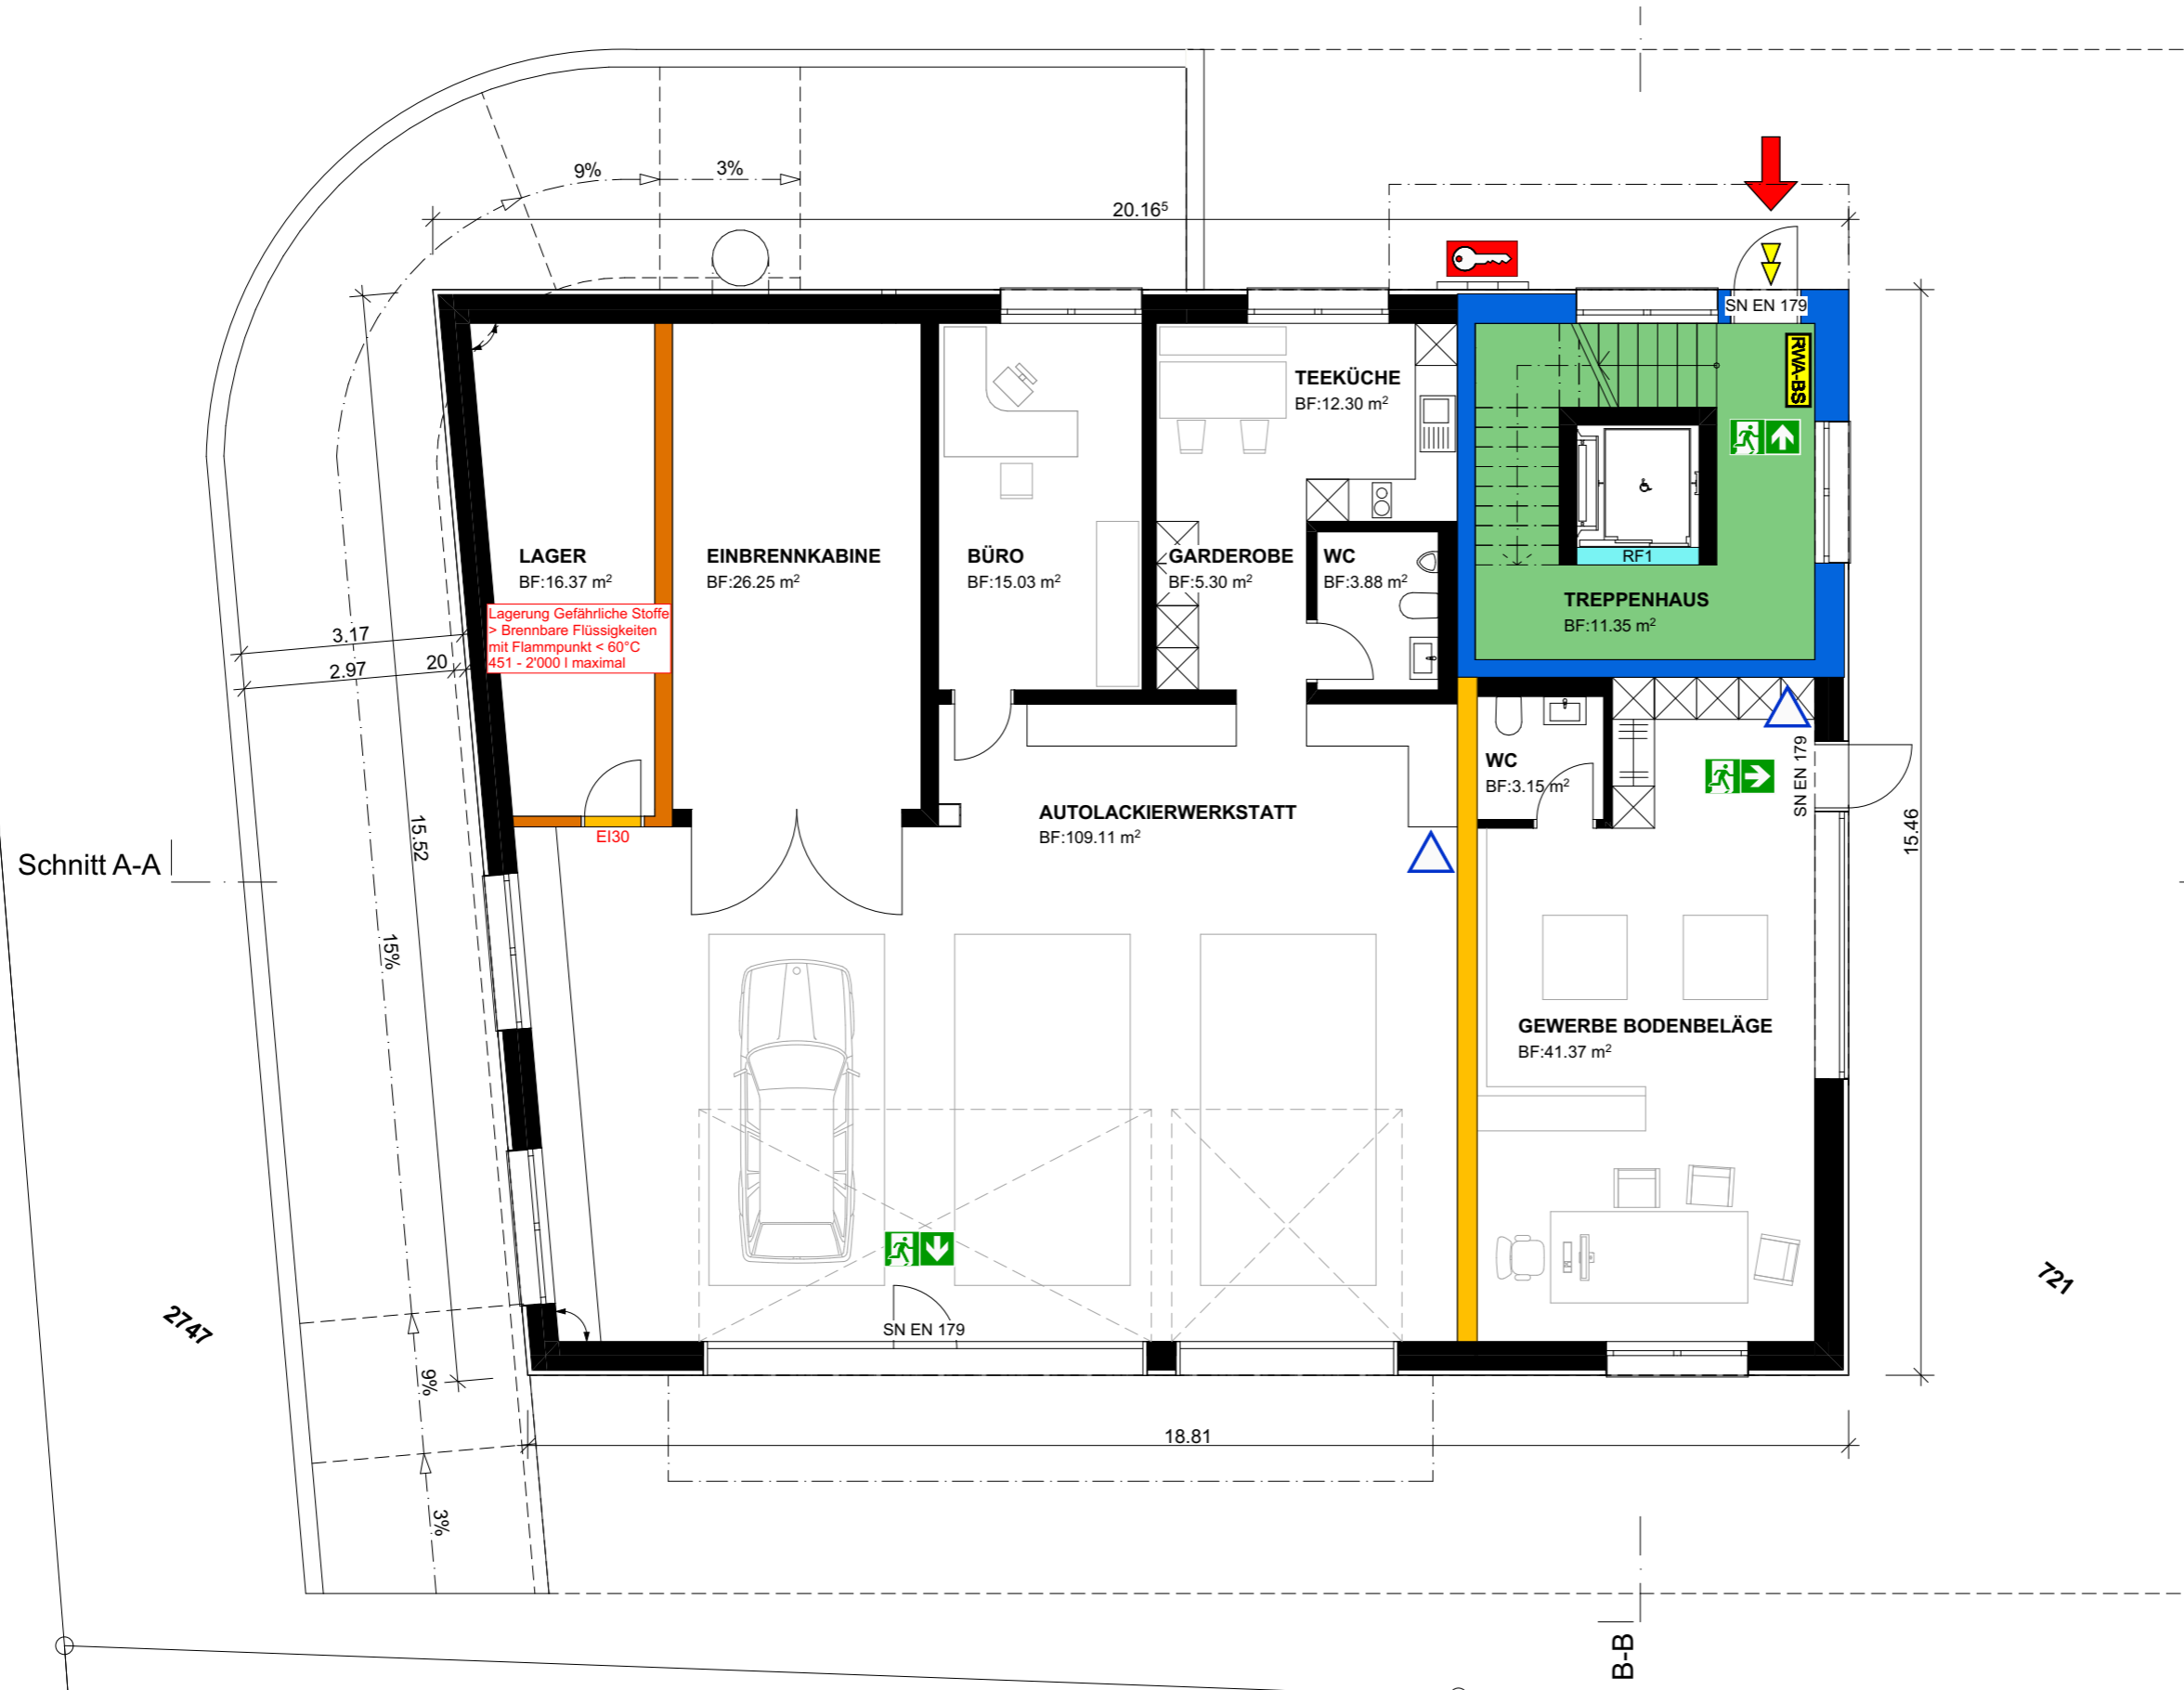 9%
3%
20.16⁵
SN EN 179
RWA-BS
TEEKÜCHE
BF:12.30 m²
LAGER
BF:16.37 m²
EINBRENNKABINE
BF:26.25 m²
BÜRO
BF:15.03 m²
GARDEROBE
BF:5.30 m²
WC
BF:3.88 m²
RF1
TREPPENHAUS
BF:11.35 m²
Lagerung Gefährliche Stoffe
> Brennbare Flüssigkeiten
mit Flammpunkt < 60°C
451 - 2'000 l maximal
3.17
2.97
20
WC
BF:3.15 m²
SN EN 179
AUTOLACKIERWERKSTATT
BF:109.11 m²
EI30
15.52
15.46
Schnitt A-A
15%
GEWERBE BODENBELÄGE
BF:41.37 m²
721
2747
SN EN 179
9%
18.81
3%
B-B